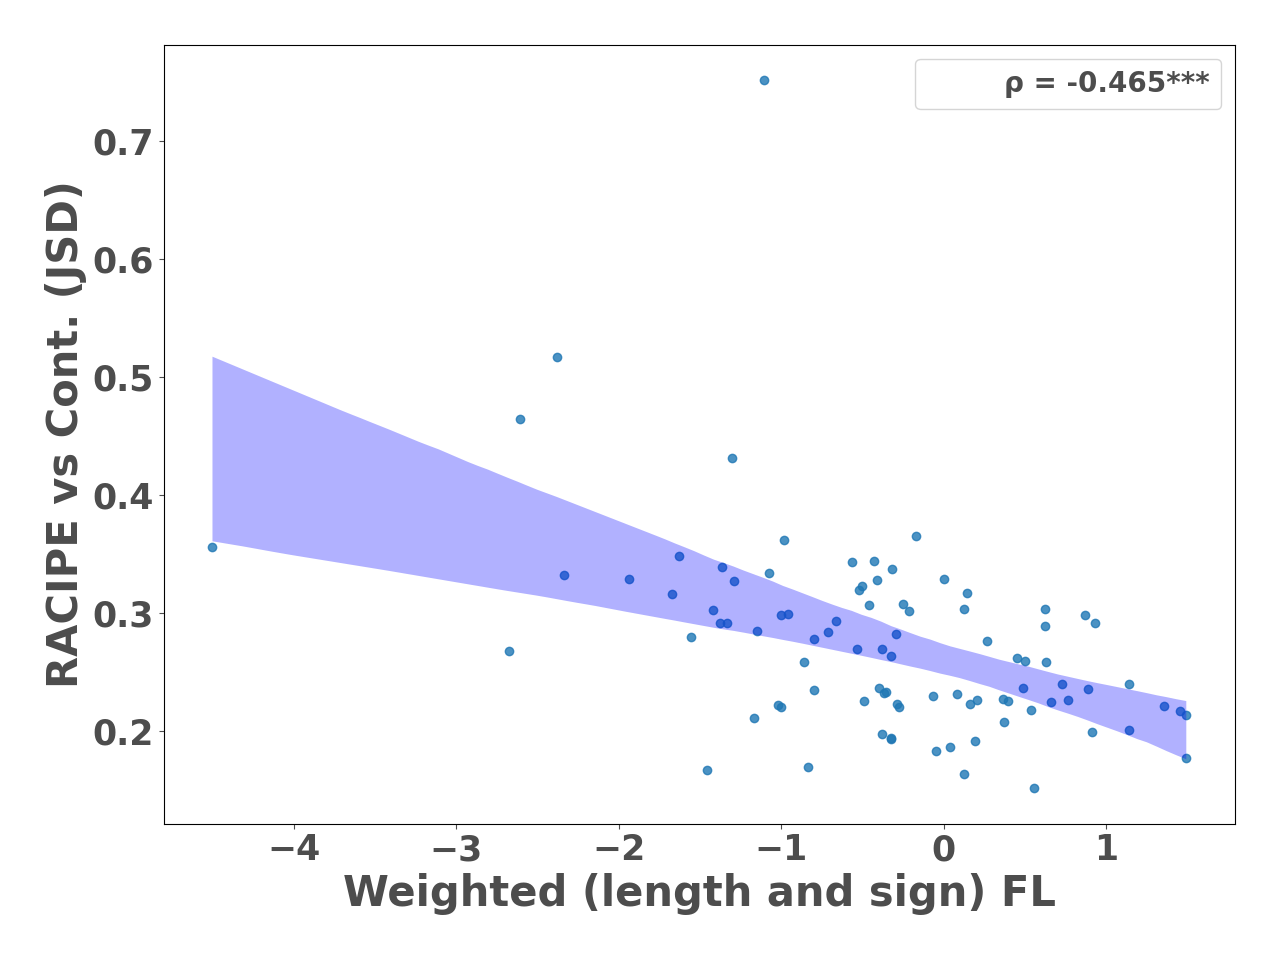 ρ = -0.465***
0.7
0.6
0.5
0.4
0.3
0.2
RACIPE vs Cont. (JSD)
−4 −3 −2 −1 0 1
Weighted (length and sign) FL